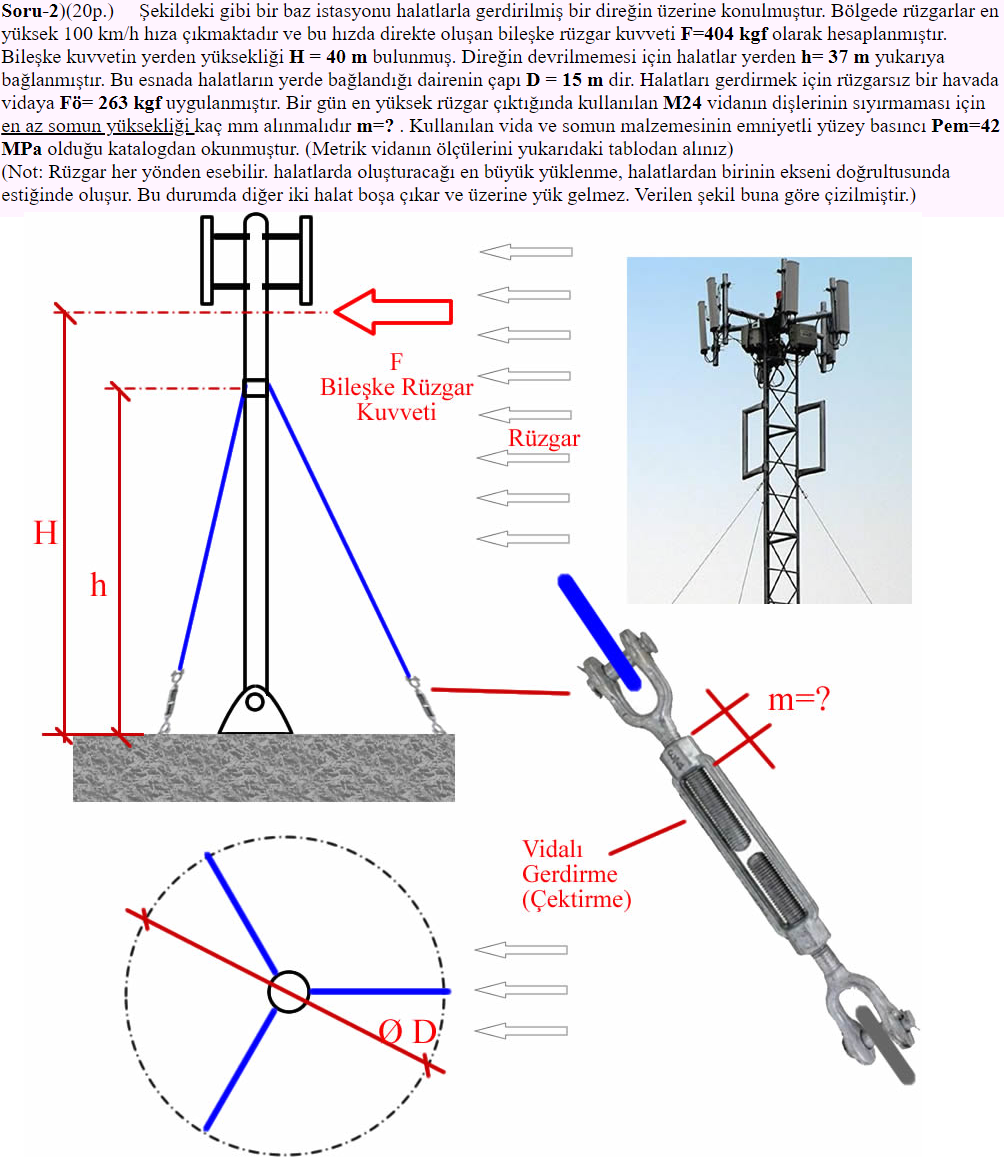 Soru-2)(20p.) Şekildeki gibi bir baz istasyonu halatlarla gerdirilmiş bir direğin üzerine konulmuştur. Bölgede rüzgarlar en
yüksek 100 km/h hıza çıkmaktadır ve bu hızda direkte oluşan bileşke rüzgar kuvveti F=404 kgf olarak hesaplanmıştır.
Bileşke kuvvetin yerden yüksekliği H = 40 m bulunmuş. Direğin devrilmemesi için halatlar yerden h= 37 m yukarıya
bağlanmıştır. Bu esnada halatların yerde bağlandığı dairenin çapı D = 15 m dir. Halatları gerdirmek için rüzgarsız bir havada
vidaya Fö= 263 kgf uygulanmıştır. Bir gün en yüksek rüzgar çıktığında kullanılan M24 vidanın dişlerinin sıyırmaması için
en az somun yüksekliği kaç mm alınmalıdır m=? . Kullanılan vida ve somun malzemesinin emniyetli yüzey basıncı Pem=42
MPa olduğu katalogdan okunmuştur. (Metrik vidanın ölçülerini yukarıdaki tablodan alınız)
(Not: Rüzgar her yönden esebilir. halatlarda oluşturacağı en büyük yüklenme, halatlardan birinin ekseni doğrultusunda
estiğinde oluşur. Bu durumda diğer iki halat boşa çıkar ve üzerine yük gelmez. Verilen şekil buna göre çizilmiştir.)
F
Bileşke Rüzgar
Kuvveti
Rüzgar
H
h
m=?
Vidalı
Gerdirme
(Çektirme)
Ø D